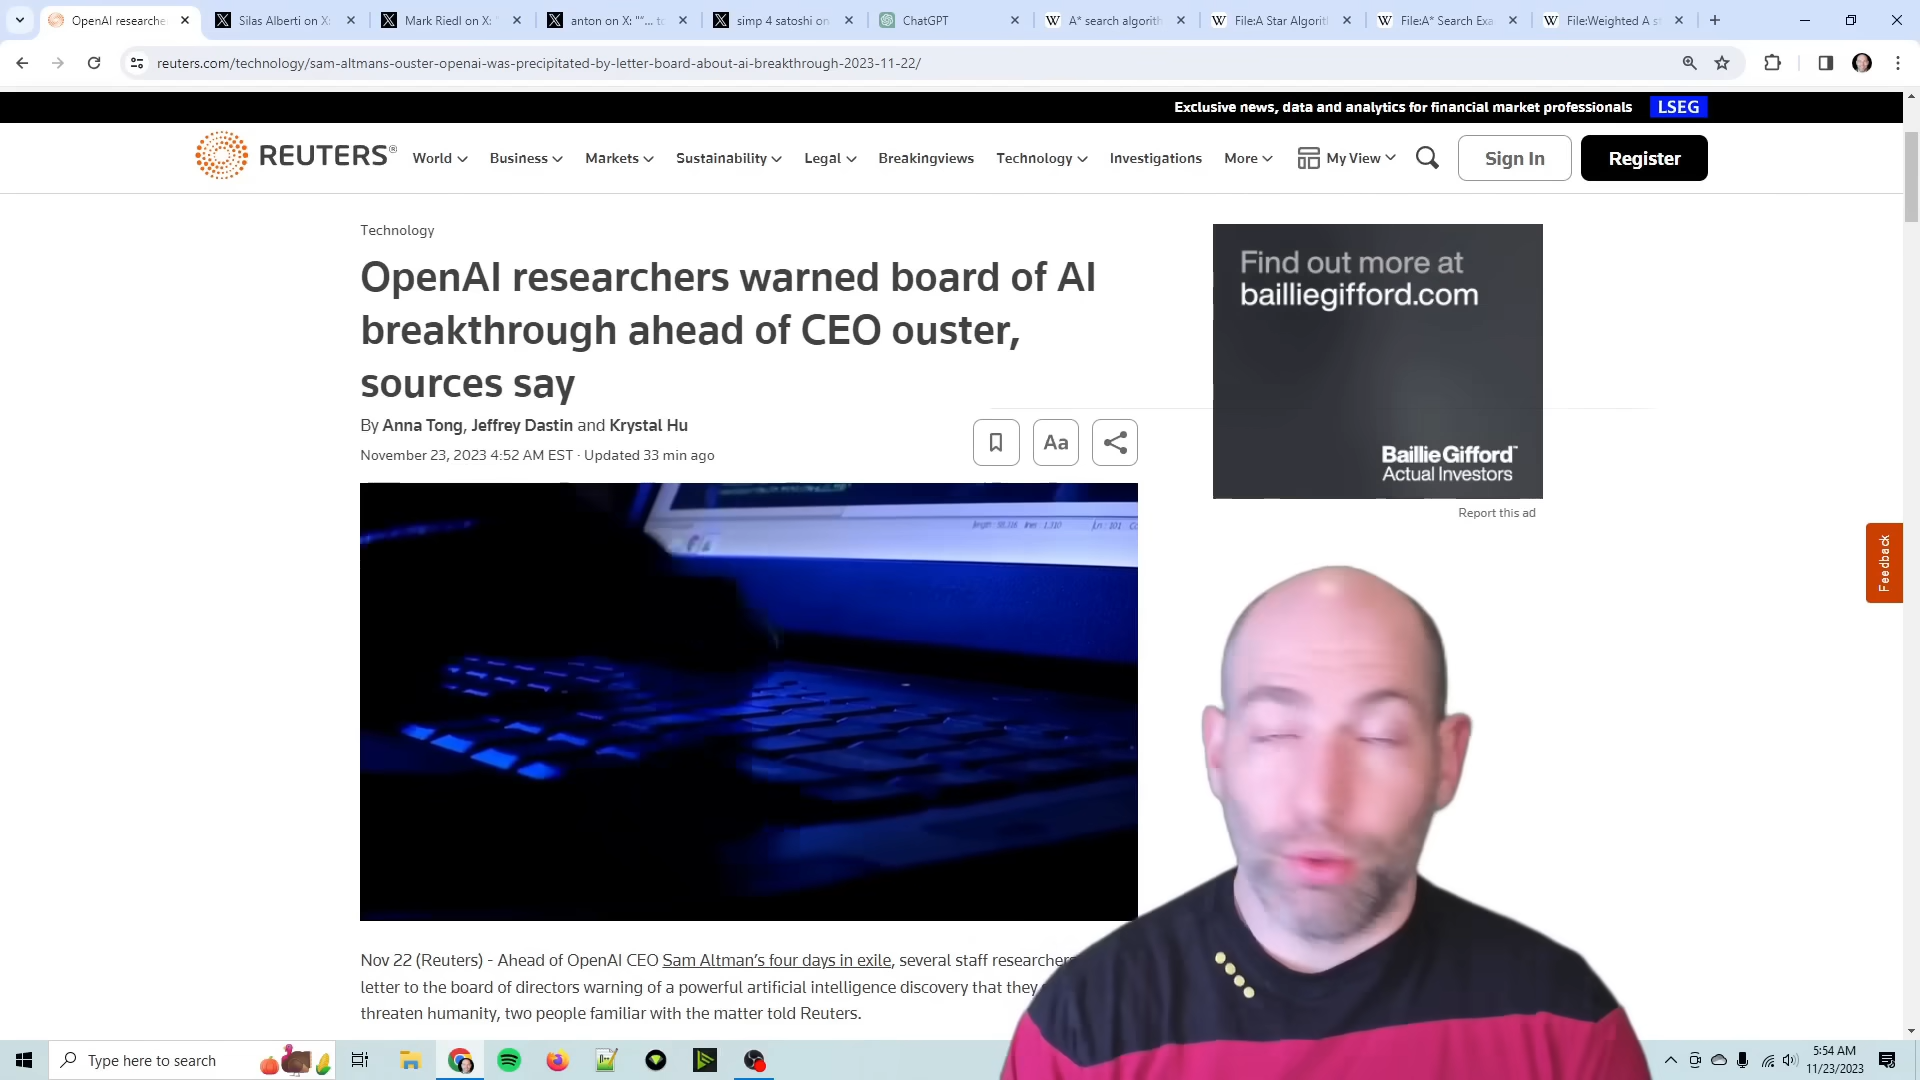 OpenAI researche
Silas Alberti on X:
Mark Riedl on X: "
anton on X: "“... to
simp 4 satoshi on
ChatGPT
A* search algorith
File:A Star Algorit
File:A* Search Exa
File:Weighted A st
reuters.com/technology/sam-altmans-ouster-openai-was-precipitated-by-letter-board-about-ai-breakthrough-2023-11-22/
Exclusive news, data and analytics for financial market professionals
LSEG
REUTERS®
World
Business
Markets
Sustainability
Legal
Breakingviews
Technology
Investigations
More
My View
Sign In
Register
Technology
OpenAI researchers warned board of AI
breakthrough ahead of CEO ouster,
sources say
By Anna Tong, Jeffrey Dastin and Krystal Hu
November 23, 2023 4:52 AM EST · Updated 33 min ago
Aa
Find out more at
bailliegifford.com
Baillie Gifford™
Actual Investors
Report this ad
Feedback
Nov 22 (Reuters) - Ahead of OpenAI CEO Sam Altman’s four days in exile, several staff researchers
letter to the board of directors warning of a powerful artificial intelligence discovery that they
threaten humanity, two people familiar with the matter told Reuters.
Type here to search
5:54 AM
11/23/2023